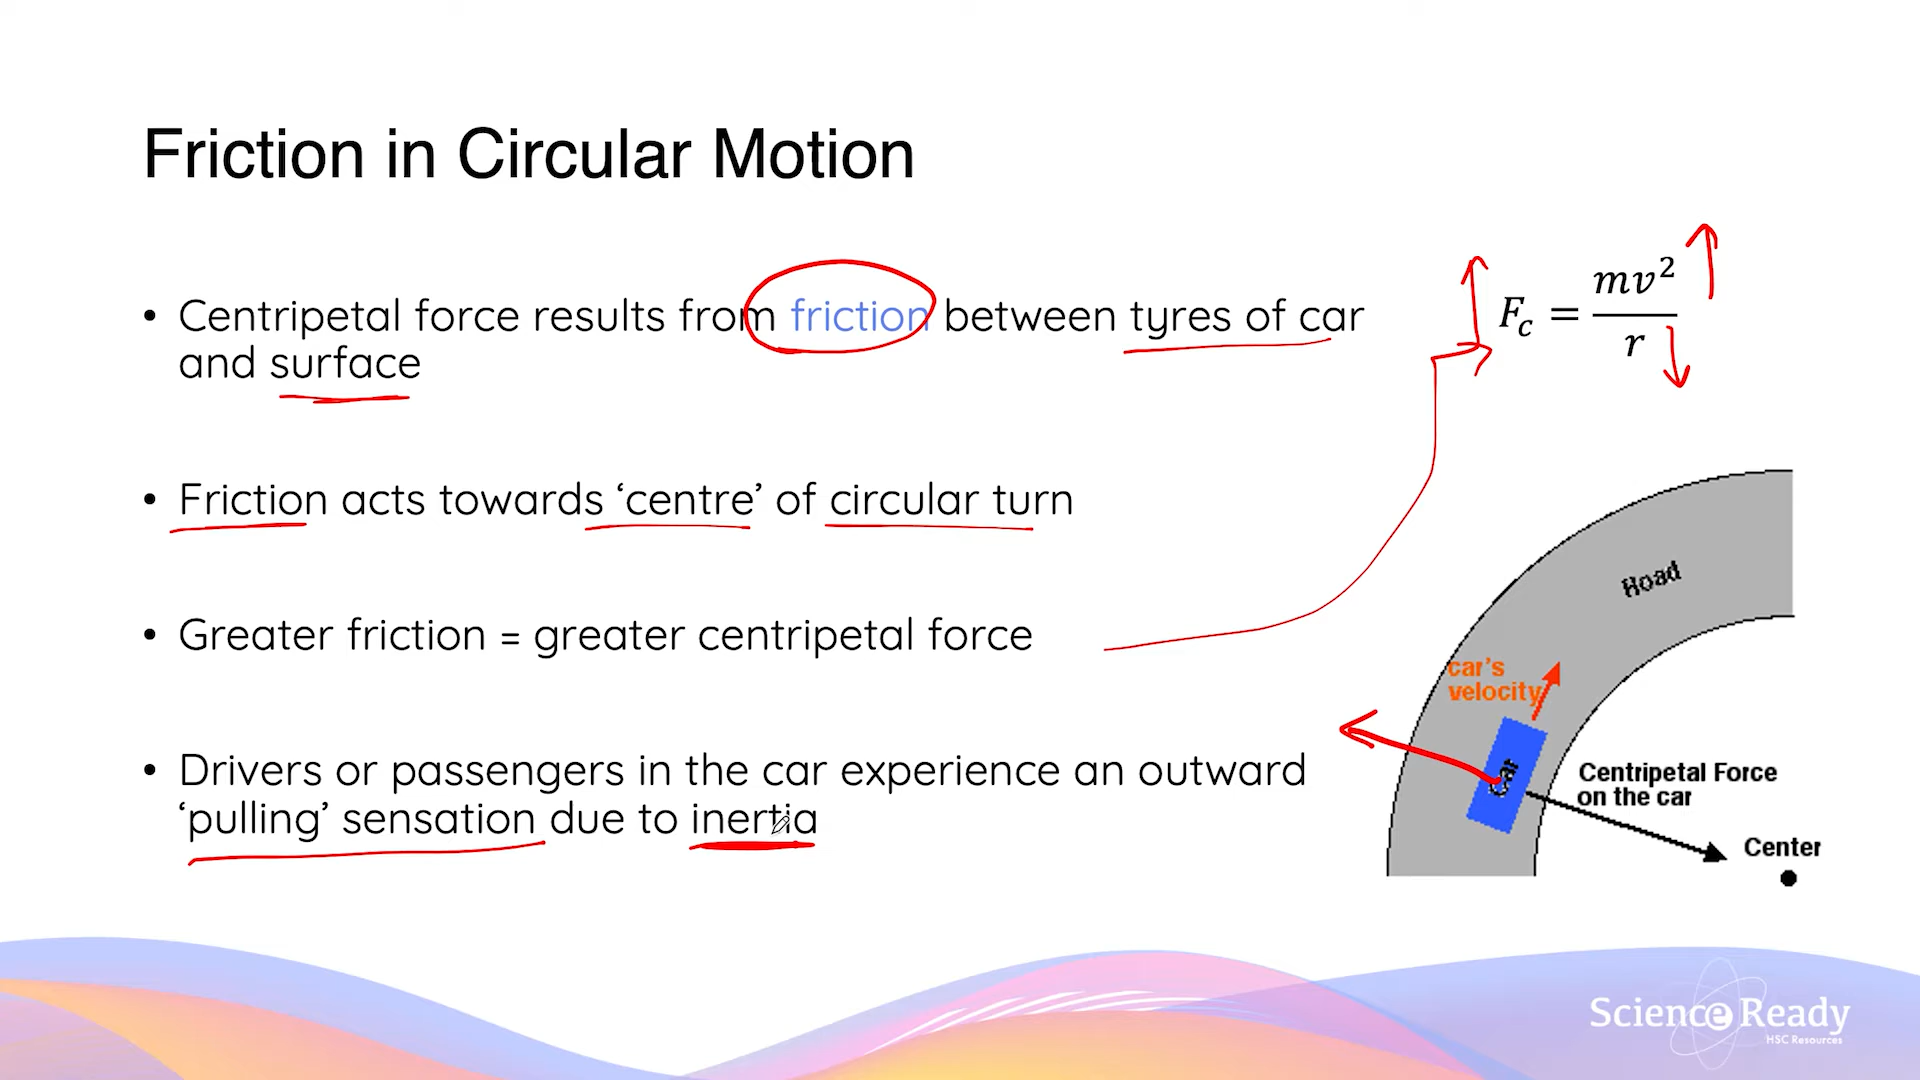 Friction in Circular Motion
• Centripetal force results from friction between tyres of car
and surface
F_c = mv²/r
• Friction acts towards ‘centre’ of circular turn
• Greater friction = greater centripetal force
• Drivers or passengers in the car experience an outward
‘pulling’ sensation due to inertia
Road
car's
velocity
Car
Centripetal Force
on the car
Center
Science Ready
HSC Resources